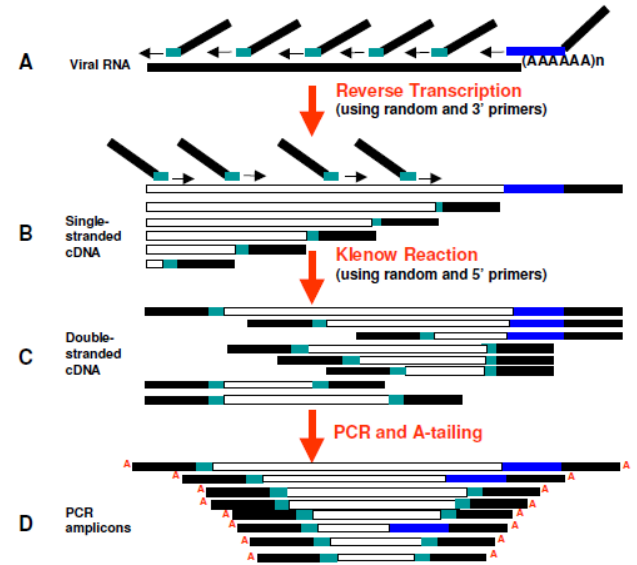 A
Viral RNA
(AAAAAA)n
Reverse Transcription
(using random and 3' primers)
B
Single-
stranded
cDNA
Klenow Reaction
(using random and 5' primers)
C
Double-
stranded
cDNA
PCR and A-tailing
A A
A A
A A
A A
D
PCR
amplicons
A A
A A
A A
A A